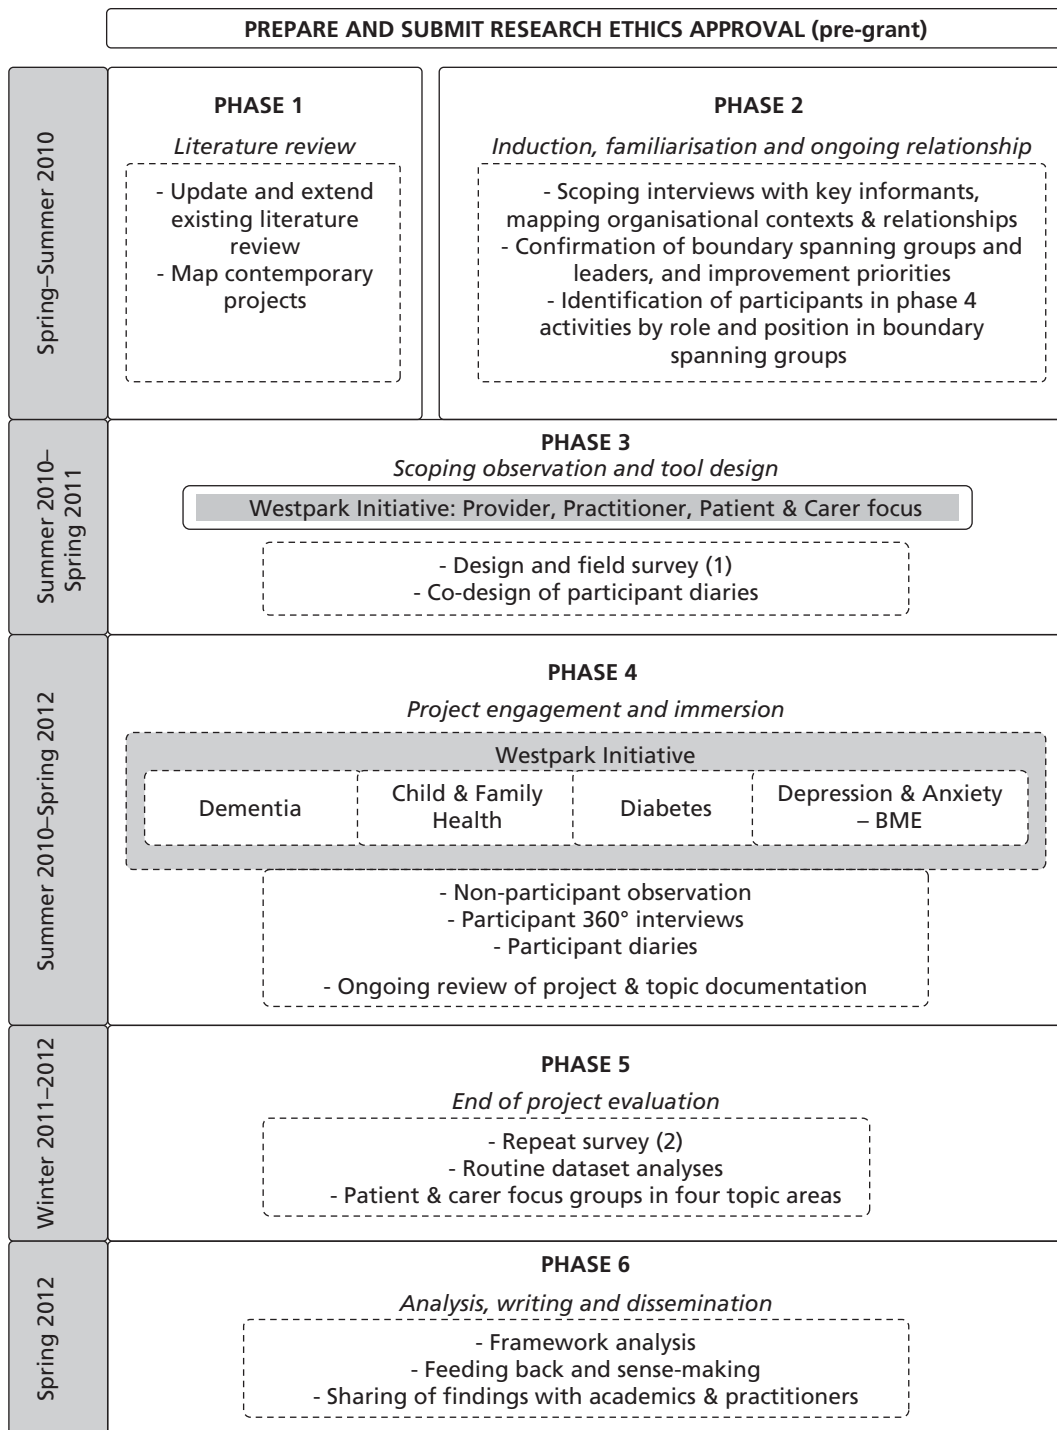 PREPARE AND SUBMIT RESEARCH ETHICS APPROVAL (pre-grant)
Spring–Summer 2010
PHASE 1
Literature review
- Update and extend
existing literature
review
- Map contemporary
projects
PHASE 2
Induction, familiarisation and ongoing relationship
- Scoping interviews with key informants,
mapping organisational contexts & relationships
- Confirmation of boundary spanning groups and
leaders, and improvement priorities
- Identification of participants in phase 4
activities by role and position in boundary
spanning groups
Summer 2010–
Spring 2011
PHASE 3
Scoping observation and tool design
Westpark Initiative: Provider, Practitioner, Patient & Carer focus
- Design and field survey (1)
- Co-design of participant diaries
Summer 2010–Spring 2012
PHASE 4
Project engagement and immersion
Westpark Initiative
Dementia
Child & Family
Health
Diabetes
Depression & Anxiety
– BME
- Non-participant observation
- Participant 360° interviews
- Participant diaries
- Ongoing review of project & topic documentation
Winter 2011–2012
PHASE 5
End of project evaluation
- Repeat survey (2)
- Routine dataset analyses
- Patient & carer focus groups in four topic areas
Spring 2012
PHASE 6
Analysis, writing and dissemination
- Framework analysis
- Feeding back and sense-making
- Sharing of findings with academics & practitioners